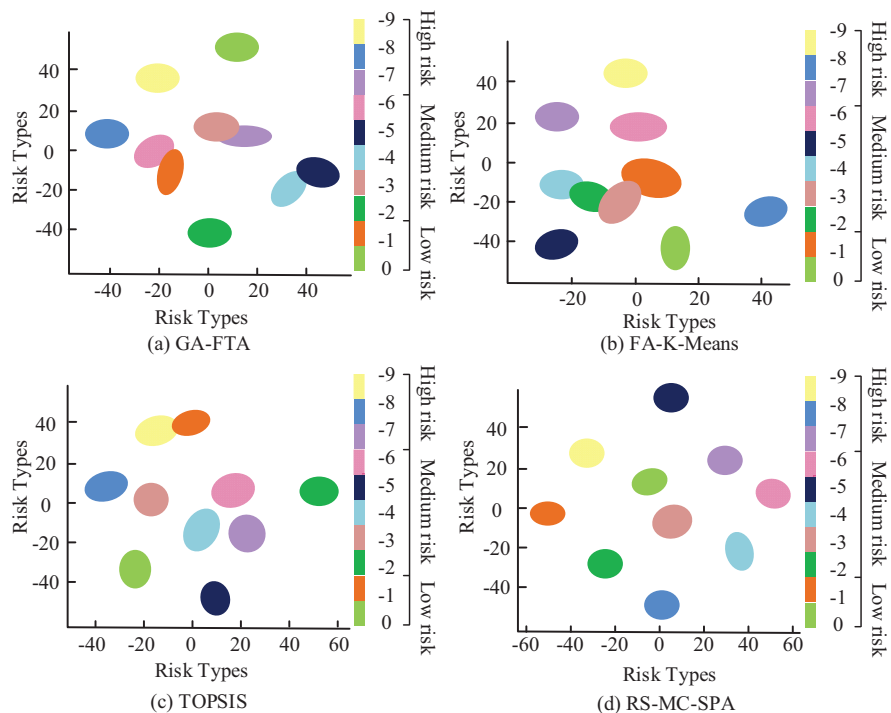 Risk Types
40
20
0
-20
-40
-40 -20 0 20 40
Risk Types
-9
-8
-7
-6
-5
-4
-3
-2
-1
0
High risk
Medium risk
Low risk
(a) GA-FTA
Risk Types
40
20
0
-20
-40
-20 0 20 40
Risk Types
-9
-8
-7
-6
-5
-4
-3
-2
-1
0
High risk
Medium risk
Low risk
(b) FA-K-Means
Risk Types
40
20
0
-20
-40
-40 -20 0 20 40 60
Risk Types
-9
-8
-7
-6
-5
-4
-3
-2
-1
0
High risk
Medium risk
Low risk
(c) TOPSIS
Risk Types
40
20
0
-20
-40
-60 -40 -20 0 20 40 60
Risk Types
-9
-8
-7
-6
-5
-4
-3
-2
-1
0
High risk
Medium risk
Low risk
(d) RS-MC-SPA